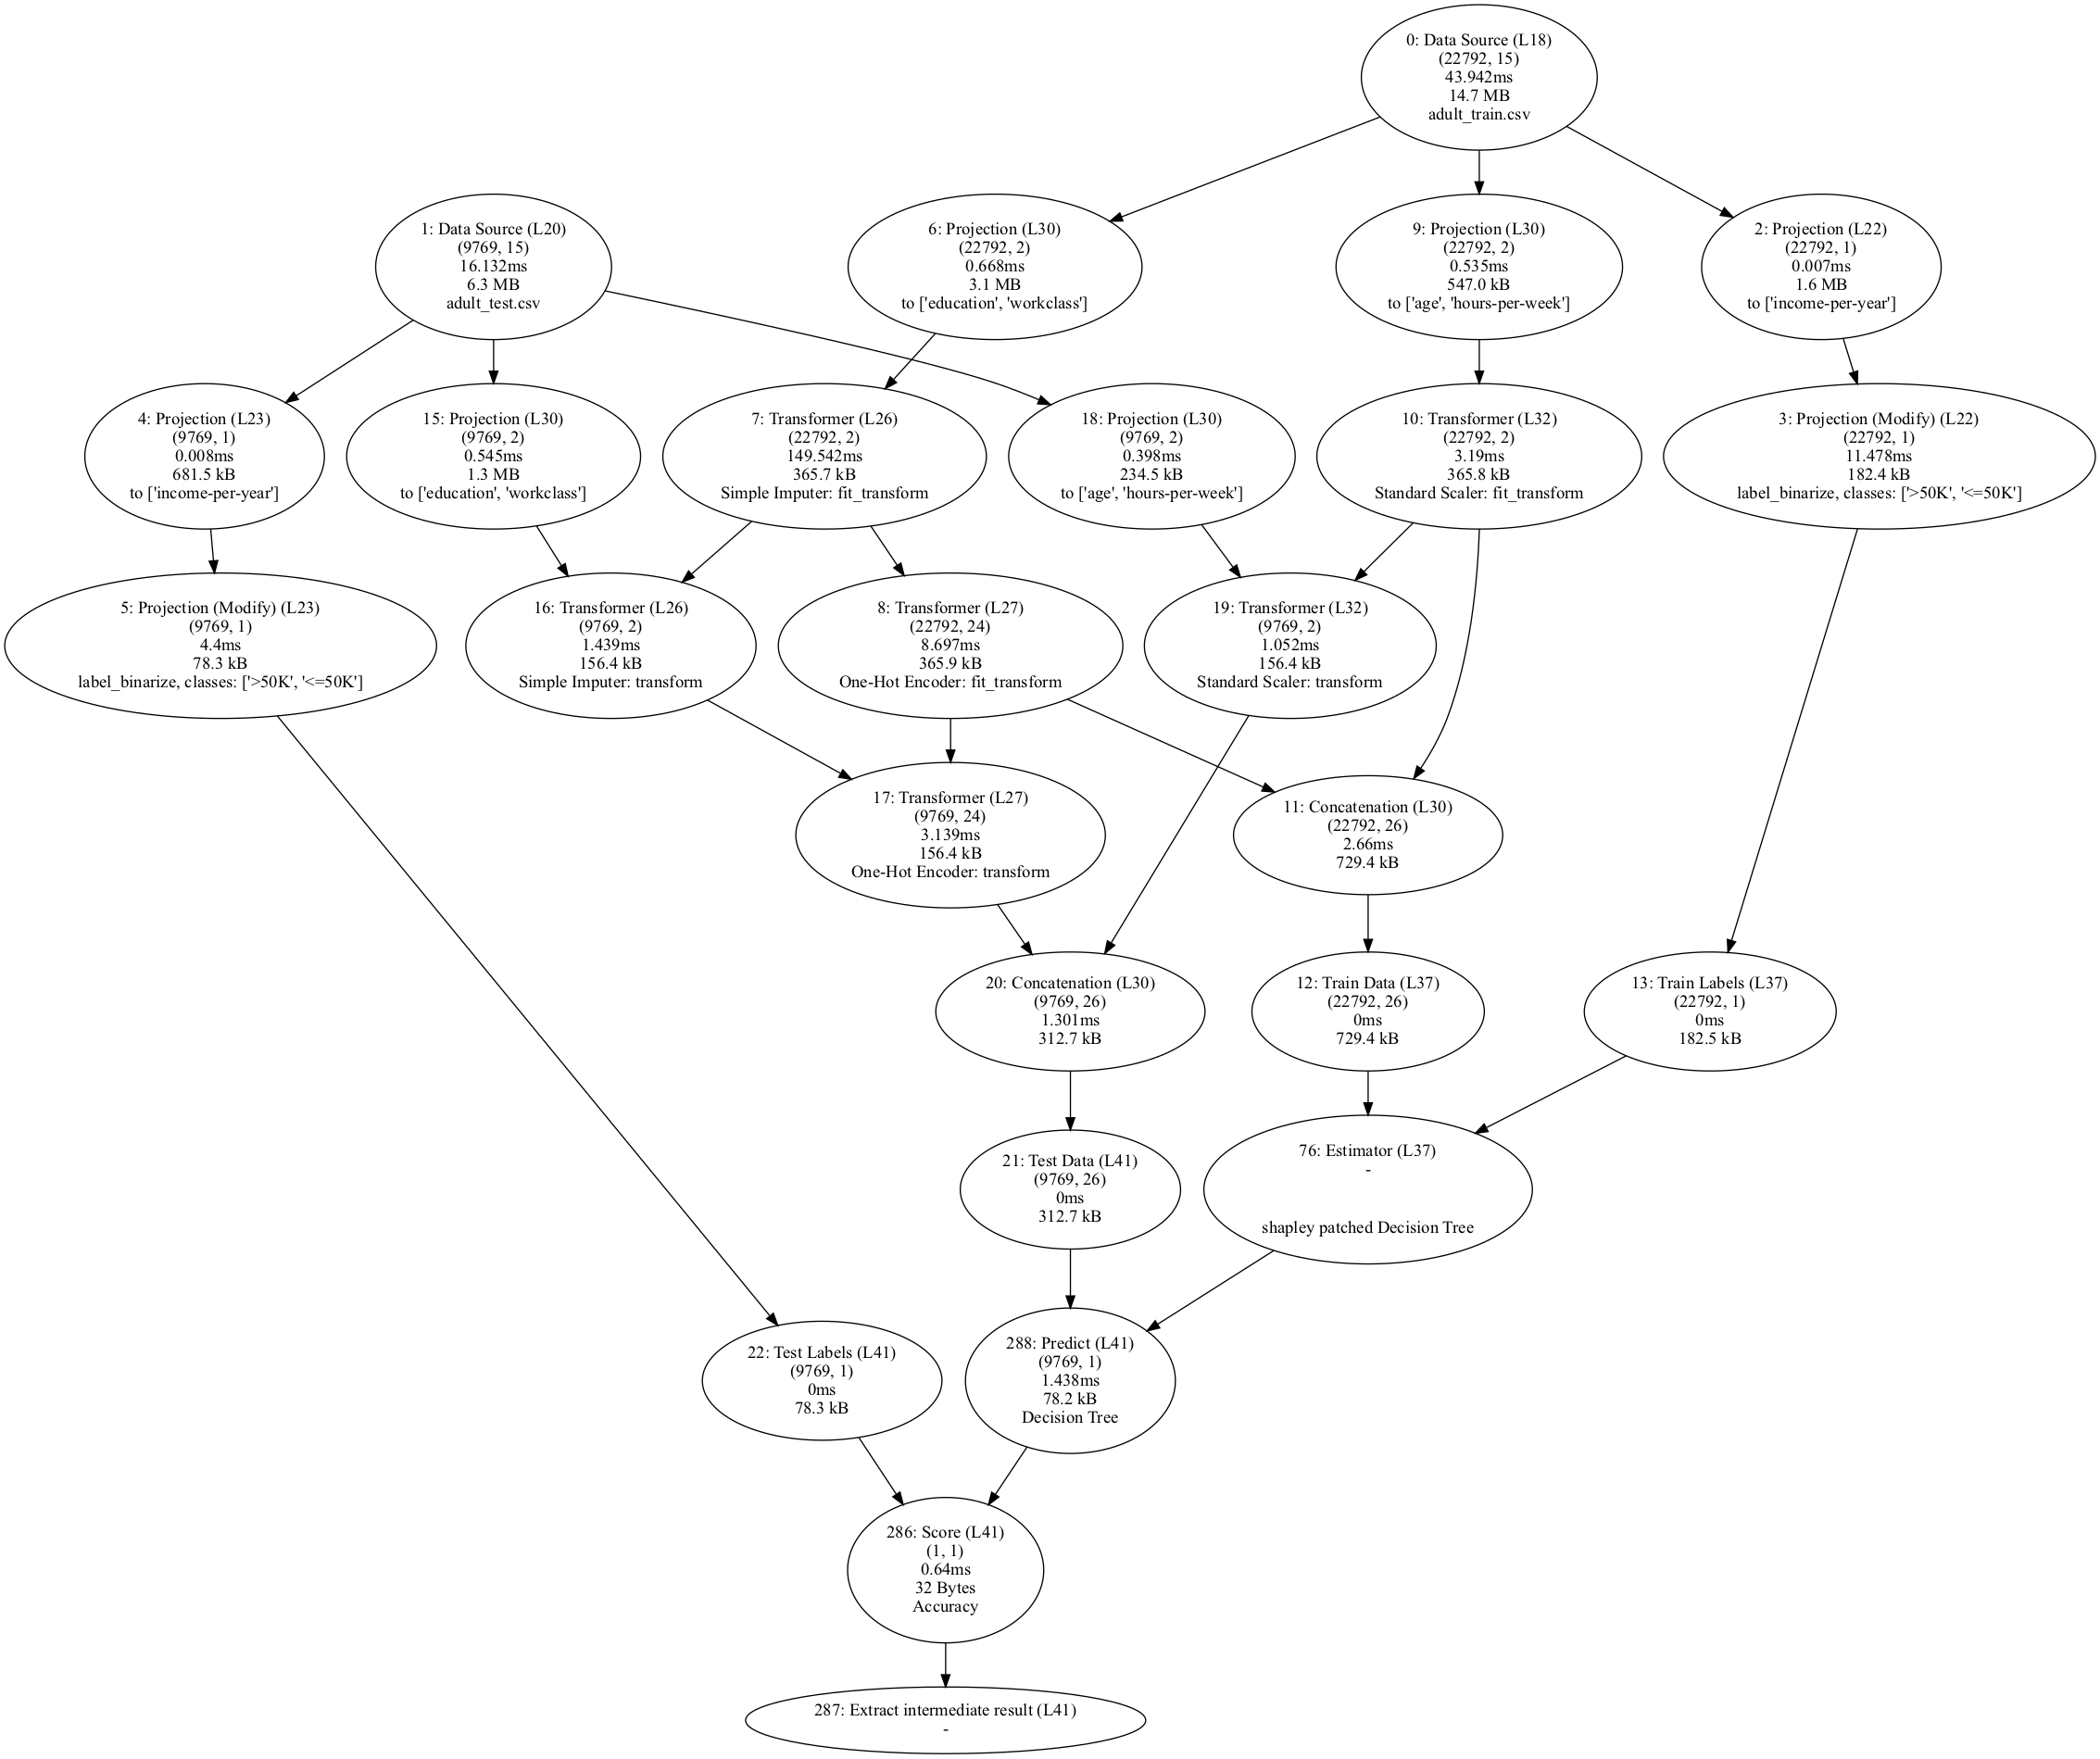 0: Data Source (L18)
(22792, 15)
43.942ms
14.7 MB
adult_train.csv
1: Data Source (L20)
(9769, 15)
16.132ms
6.3 MB
adult_test.csv
6: Projection (L30)
(22792, 2)
0.668ms
3.1 MB
to ['education', 'workclass']
9: Projection (L30)
(22792, 2)
0.535ms
547.0 kB
to ['age', 'hours-per-week']
2: Projection (L22)
(22792, 1)
0.007ms
1.6 MB
to ['income-per-year']
4: Projection (L23)
(9769, 1)
0.008ms
681.5 kB
to ['income-per-year']
15: Projection (L30)
(9769, 2)
0.545ms
1.3 MB
to ['education', 'workclass']
7: Transformer (L26)
(22792, 2)
149.542ms
365.7 kB
Simple Imputer: fit_transform
18: Projection (L30)
(9769, 2)
0.398ms
234.5 kB
to ['age', 'hours-per-week']
10: Transformer (L32)
(22792, 2)
3.19ms
365.8 kB
Standard Scaler: fit_transform
3: Projection (Modify) (L22)
(22792, 1)
11.478ms
182.4 kB
label_binarize, classes: ['>50K', '<=50K']
5: Projection (Modify) (L23)
(9769, 1)
4.4ms
78.3 kB
label_binarize, classes: ['>50K', '<=50K']
16: Transformer (L26)
(9769, 2)
1.439ms
156.4 kB
Simple Imputer: transform
8: Transformer (L27)
(22792, 24)
8.697ms
365.9 kB
One-Hot Encoder: fit_transform
19: Transformer (L32)
(9769, 2)
1.052ms
156.4 kB
Standard Scaler: transform
17: Transformer (L27)
(9769, 24)
3.139ms
156.4 kB
One-Hot Encoder: transform
11: Concatenation (L30)
(22792, 26)
2.66ms
729.4 kB
20: Concatenation (L30)
(9769, 26)
1.301ms
312.7 kB
12: Train Data (L37)
(22792, 26)
0ms
729.4 kB
13: Train Labels (L37)
(22792, 1)
0ms
182.5 kB
21: Test Data (L41)
(9769, 26)
0ms
312.7 kB
76: Estimator (L37)
-
shapley patched Decision Tree
22: Test Labels (L41)
(9769, 1)
0ms
78.3 kB
288: Predict (L41)
(9769, 1)
1.438ms
78.2 kB
Decision Tree
286: Score (L41)
(1, 1)
0.64ms
32 Bytes
Accuracy
287: Extract intermediate result (L41)
-